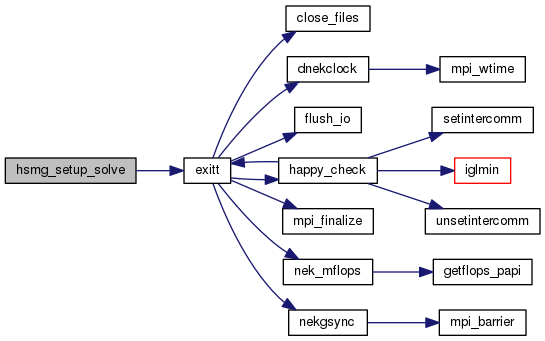 close_files
dnekclock
mpi_wtime
flush_io
setintercomm
hsmg_setup_solve
exitt
happy_check
iglmin
mpi_finalize
unsetintercomm
nek_mflops
getflops_papi
nekgsync
mpi_barrier